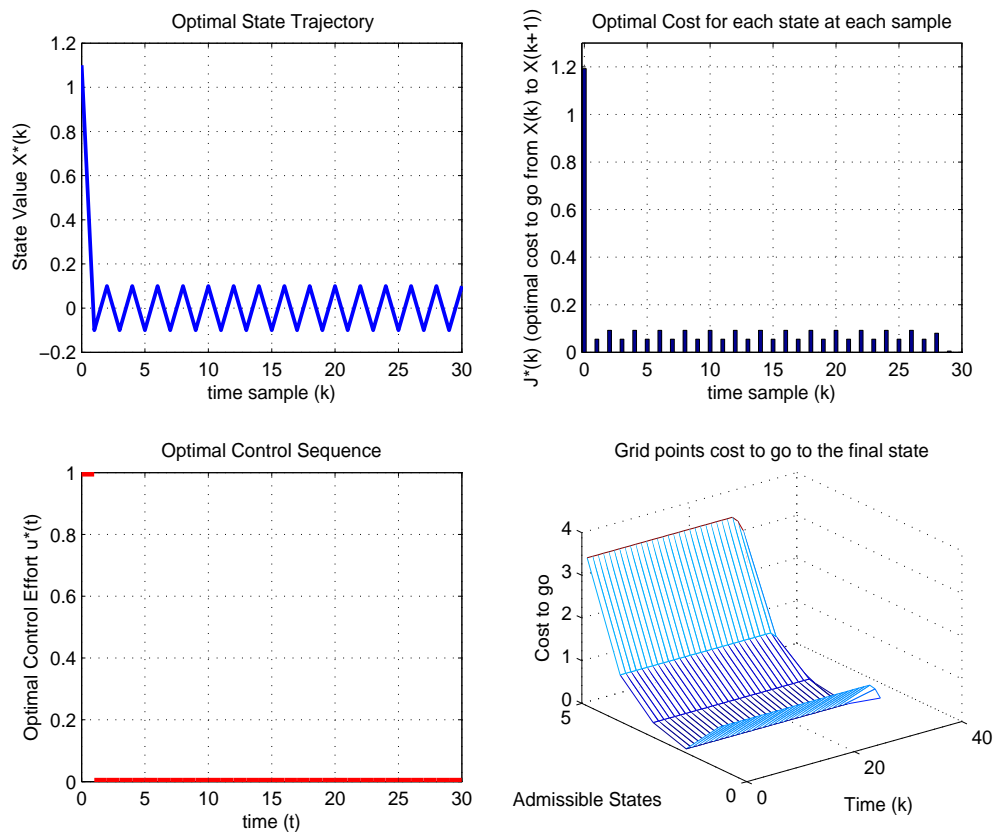 Optimal State Trajectory
1.2
1
0.8
0.6
0.4
0.2
0
−0.2
State Value X*(k)
0 5 10 15 20 25 30
time sample (k)
Optimal Cost for each state at each sample
1.2
1
0.8
0.6
0.4
0.2
0
J*(k) (optimal cost to go from X(k) to X(k+1))
0 5 10 15 20 25 30
time sample (k)
Optimal Control Sequence
1
0.8
0.6
0.4
0.2
0
Optimal Control Effort u*(t)
0 5 10 15 20 25 30
time (t)
Grid points cost to go to the final state
4
3
2
1
0
Cost to go
5
0
Admissible States
0
20
40
Time (k)